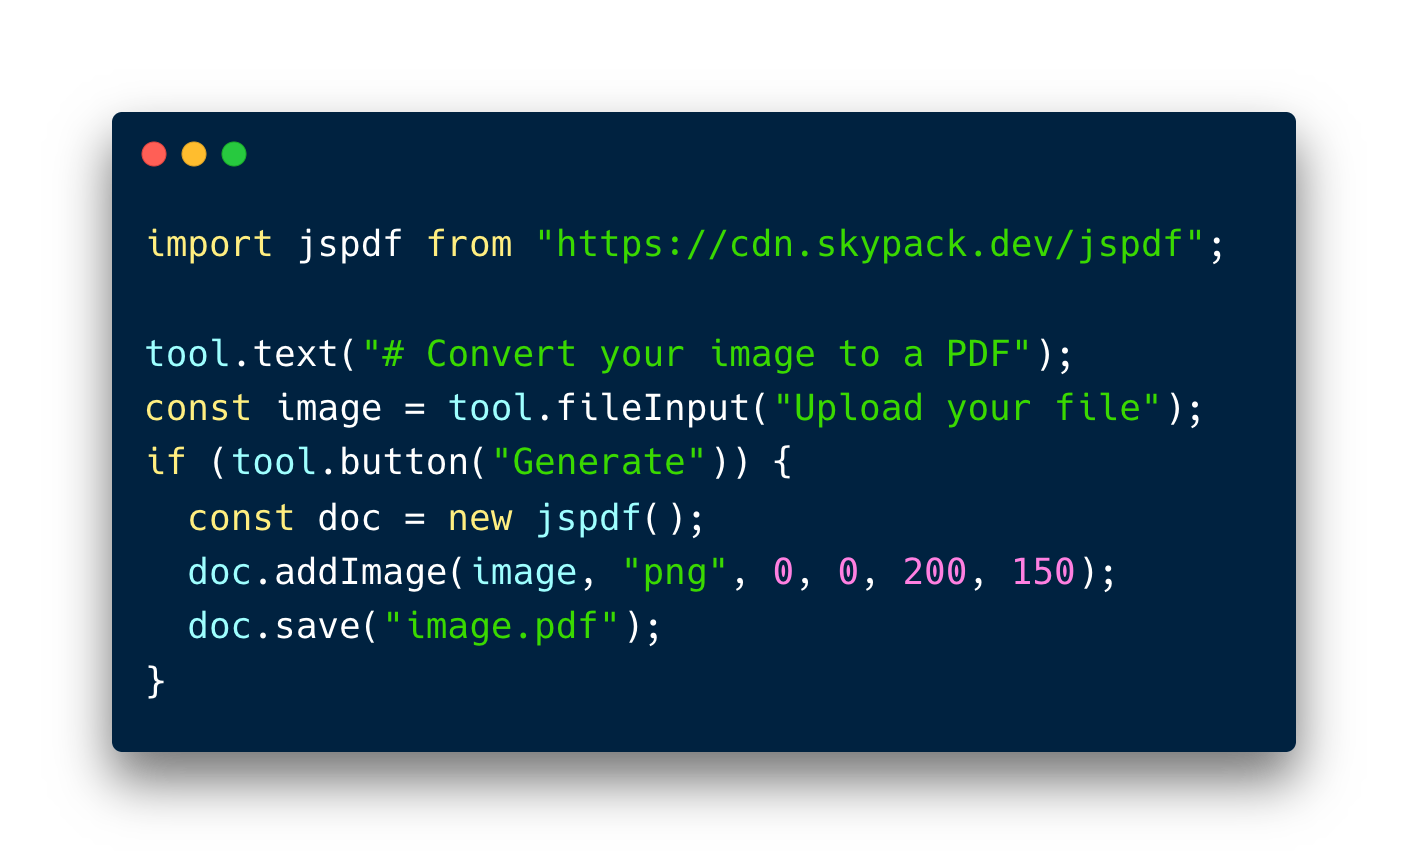 import jspdf from "https://cdn.skypack.dev/jspdf";

tool.text("# Convert your image to a PDF");
const image = tool.fileInput("Upload your file");
if (tool.button("Generate")) {
  const doc = new jspdf();
  doc.addImage(image, "png", 0, 0, 200, 150);
  doc.save("image.pdf");
}